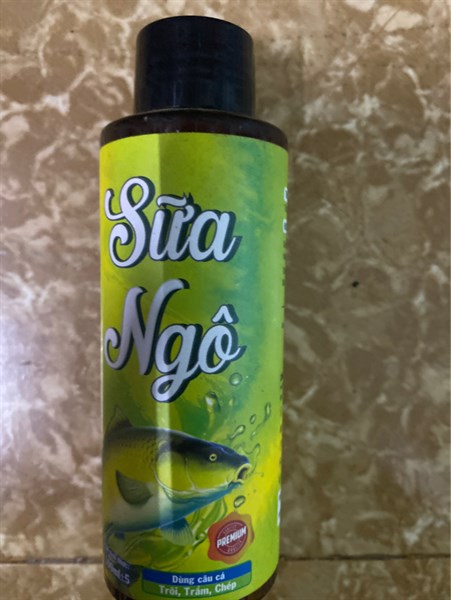 Sữa
Ngô
PREMIUM
Dùng câu cá
Trôi, Trắm, Chép